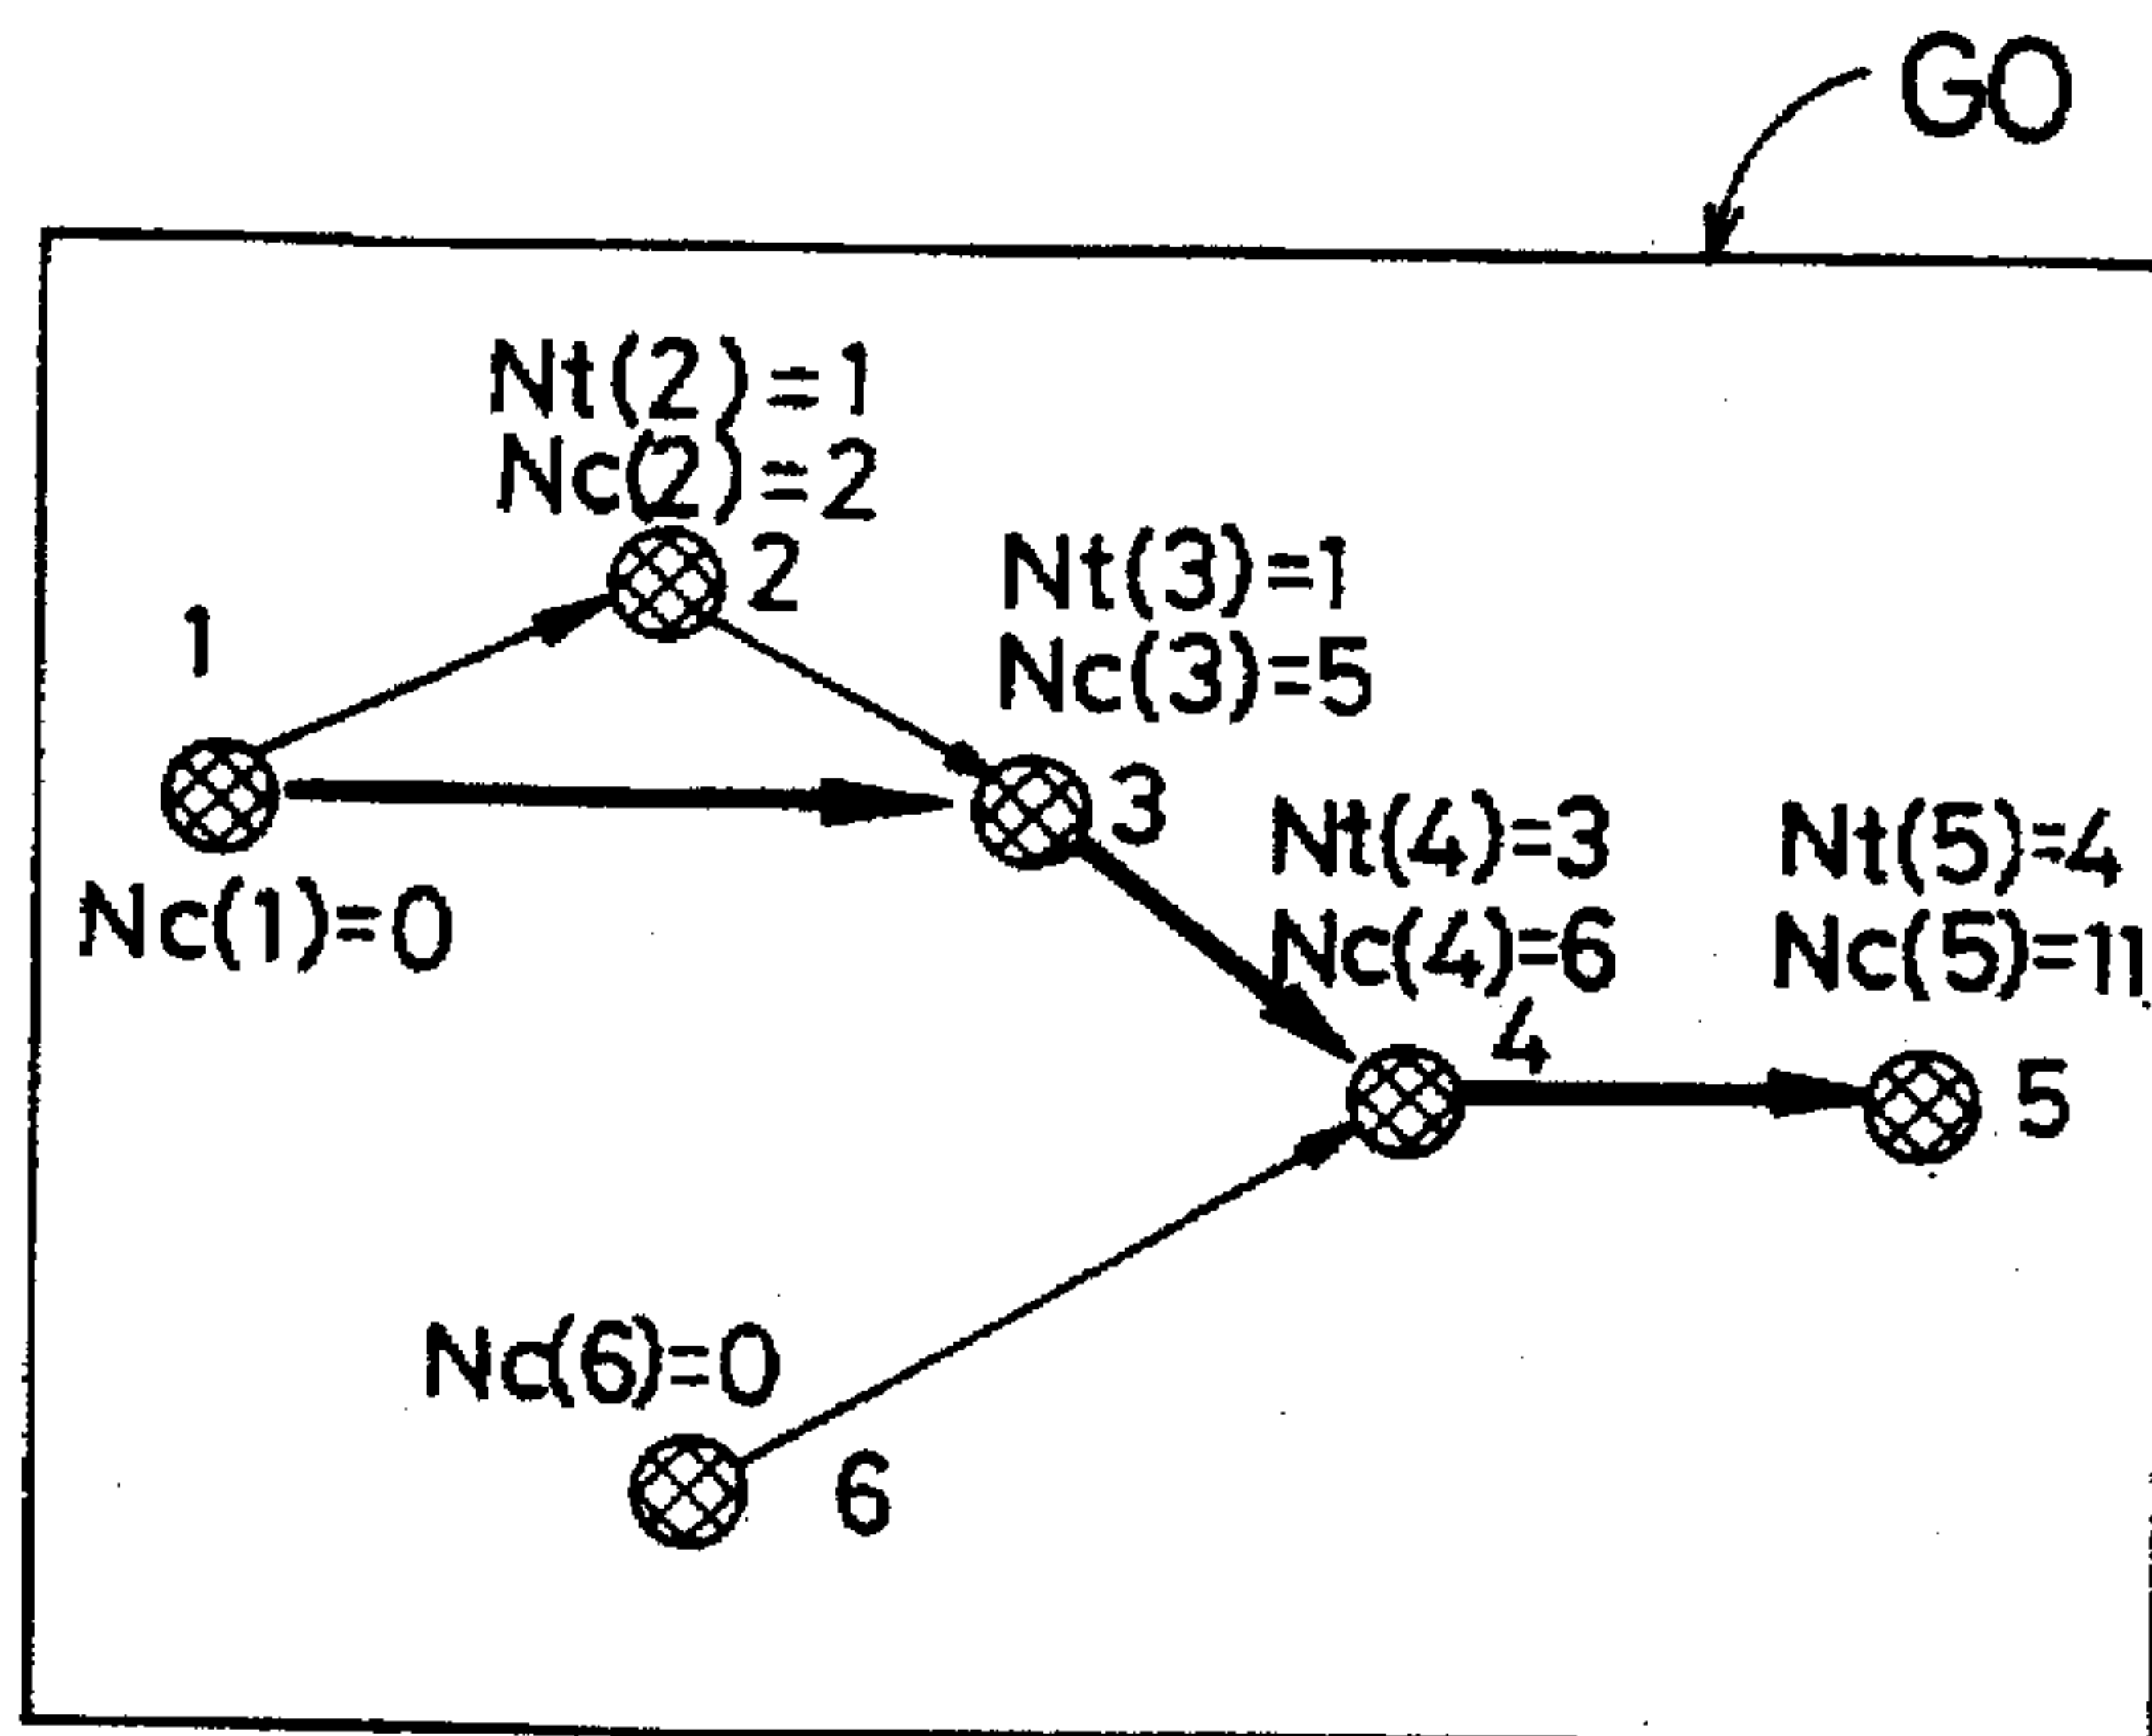 GO
Nt(2)=1
Nc(2)=2
2
Nt(3)=1
Nc(3)=5
1
3
Nt(4)=3
Nc(4)=6
4
Nt(5)=4
Nc(5)=11
5
Nc(1)=0
Nc(6)=0
6